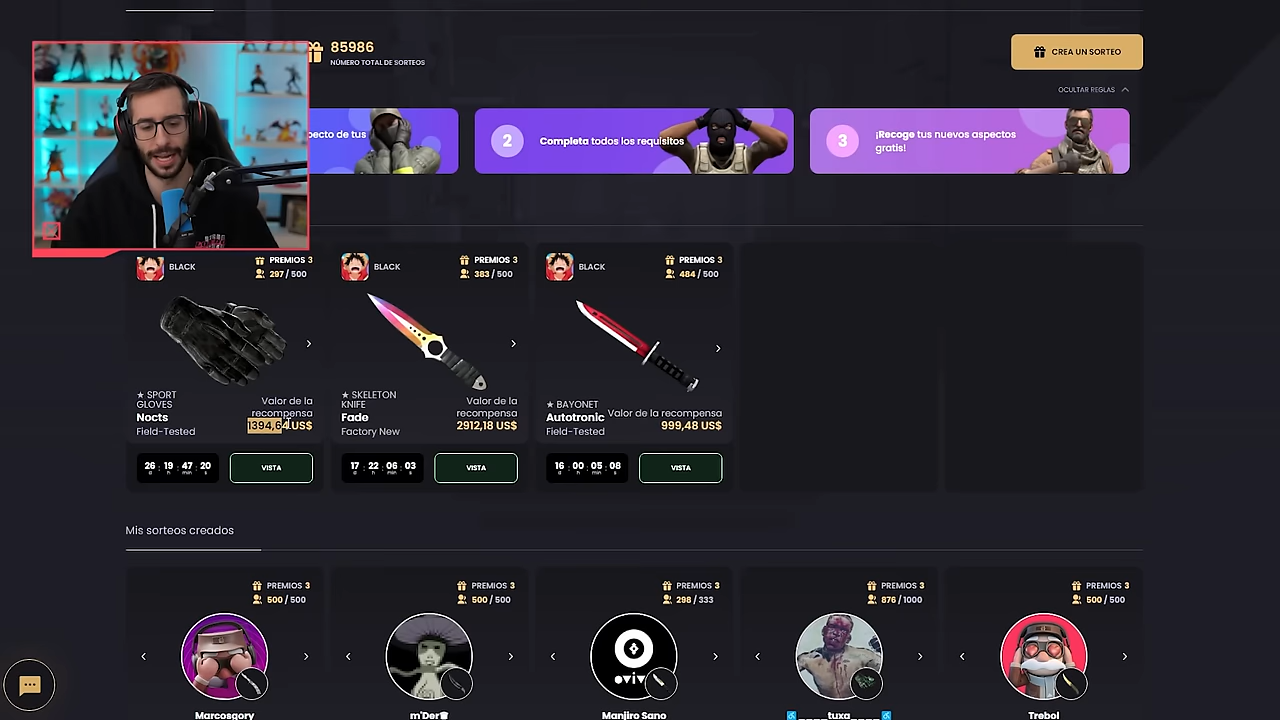 85986
NÚMERO TOTAL DE SORTEOS
CREA UN SORTEO
OCULTAR REGLAS
pecto de tus
2
Completa todos los requisitos
3
¡Recoge tus nuevos aspectos
gratis!
BLACK
PREMIOS 3
297 / 500
BLACK
PREMIOS 3
383 / 500
BLACK
PREMIOS 3
484 / 500
★ SPORT
GLOVES
Nocts
Field-Tested
Valor de la
recompensa
1394,64 US$
★ SKELETON
KNIFE
Fade
Factory New
Valor de la
recompensa
2912,18 US$
★ BAYONET
Autotronic
Field-Tested
Valor de la recompensa
999,48 US$
26 : 19 : 47 : 20
d h min s
VISTA
17 : 22 : 06 : 03
d h min s
VISTA
16 : 00 : 05 : 08
d h min s
VISTA
Mis sorteos creados
PREMIOS 3
500 / 500
PREMIOS 3
500 / 500
PREMIOS 3
298 / 333
PREMIOS 3
876 / 1000
PREMIOS 3
500 / 500
Marcosgory
m'Der
Manjiro Sano
____tuxa____
Trebol